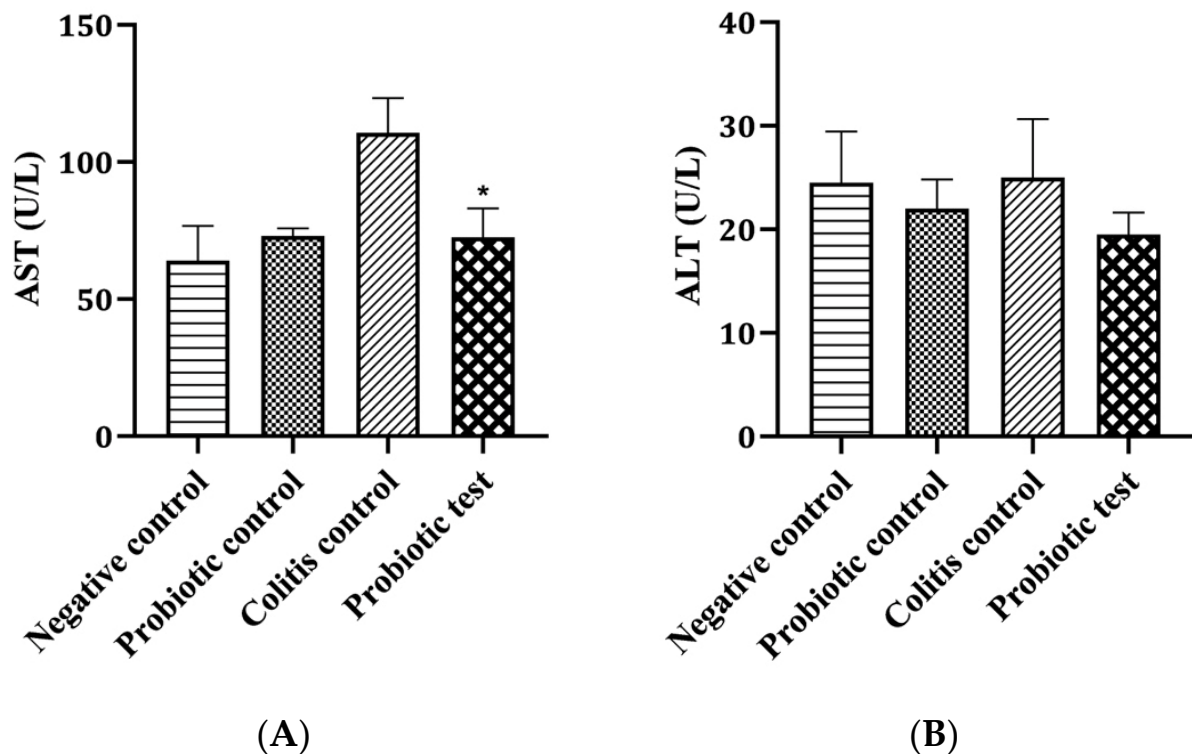 150
100
50
0
AST (U/L)
*
Negative control
Probiotic control
Colitis control
Probiotic test
(A)
40
30
20
10
0
ALT (U/L)
Negative control
Probiotic control
Colitis control
Probiotic test
(B)